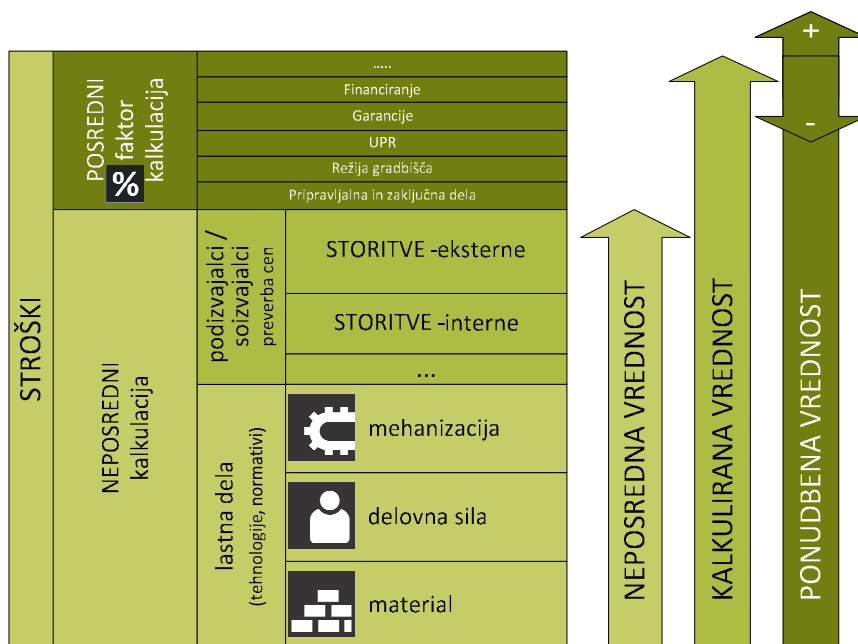 STROŠKI
POSREDNI
% faktor
kalkulacija
.....
Financiranje
Garancije
UPR
Režija gradbišča
Pripravljalna in zaključna dela
NEPOSREDNI
kalkulacija
podizvajalci /
soizvajalci
preverba cen
STORITVE -eksterne
STORITVE -interne
...
lastna dela
(tehnologije, normativi)
mehanizacija
delovna sila
material
NEPOSREDNA VREDNOST
KALKULIRANA VREDNOST
+
-
PONUDBENA VREDNOST